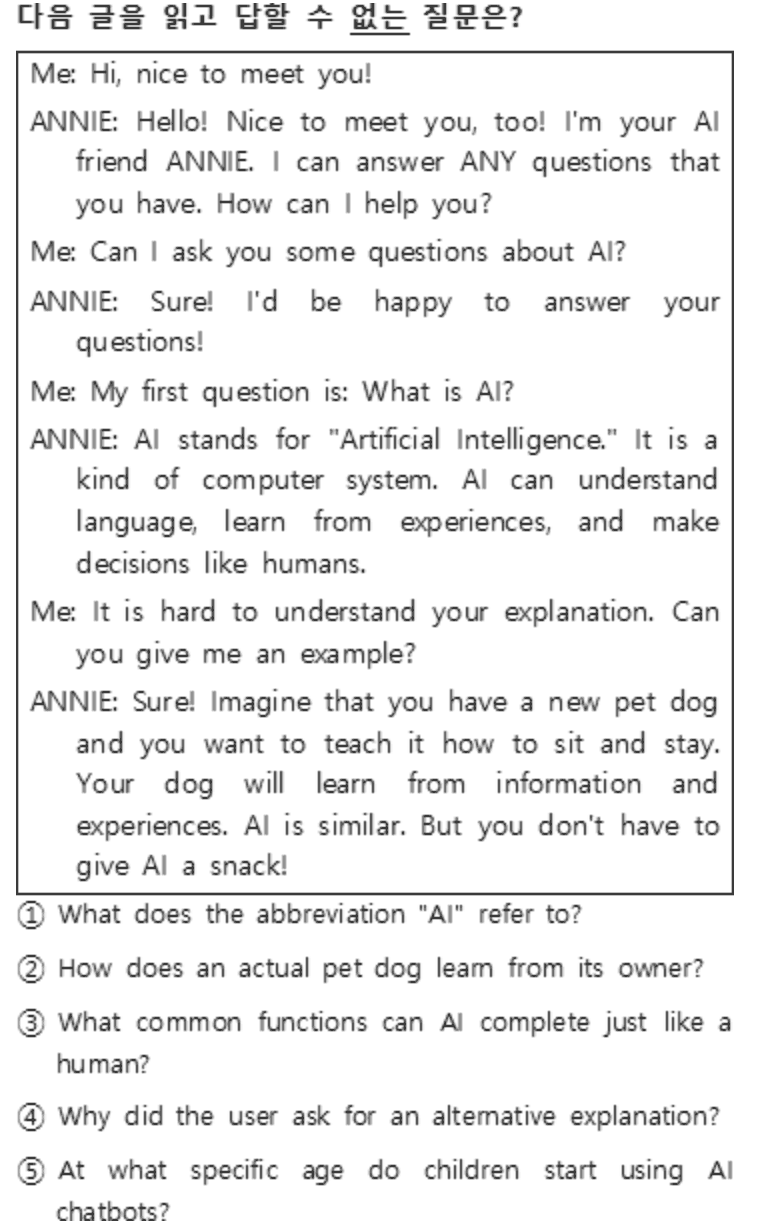 다음 글을 읽고 답할 수 없는 질문은?
Me: Hi, nice to meet you!
ANNIE: Hello! Nice to meet you, too! I'm your AI
friend ANNIE. I can answer ANY questions that
you have. How can I help you?
Me: Can I ask you some questions about AI?
ANNIE: Sure! I'd be happy to answer your
questions!
Me: My first question is: What is AI?
ANNIE: AI stands for "Artificial Intelligence." It is a
kind of computer system. AI can understand
language, learn from experiences, and make
decisions like humans.
Me: It is hard to understand your explanation. Can
you give me an example?
ANNIE: Sure! Imagine that you have a new pet dog
and you want to teach it how to sit and stay.
Your dog will learn from information and
experiences. AI is similar. But you don't have to
give AI a snack!
① What does the abbreviation "AI" refer to?
② How does an actual pet dog learn from its owner?
③ What common functions can AI complete just like a
human?
④ Why did the user ask for an alternative explanation?
⑤ At what specific age do children start using AI
chatbots?